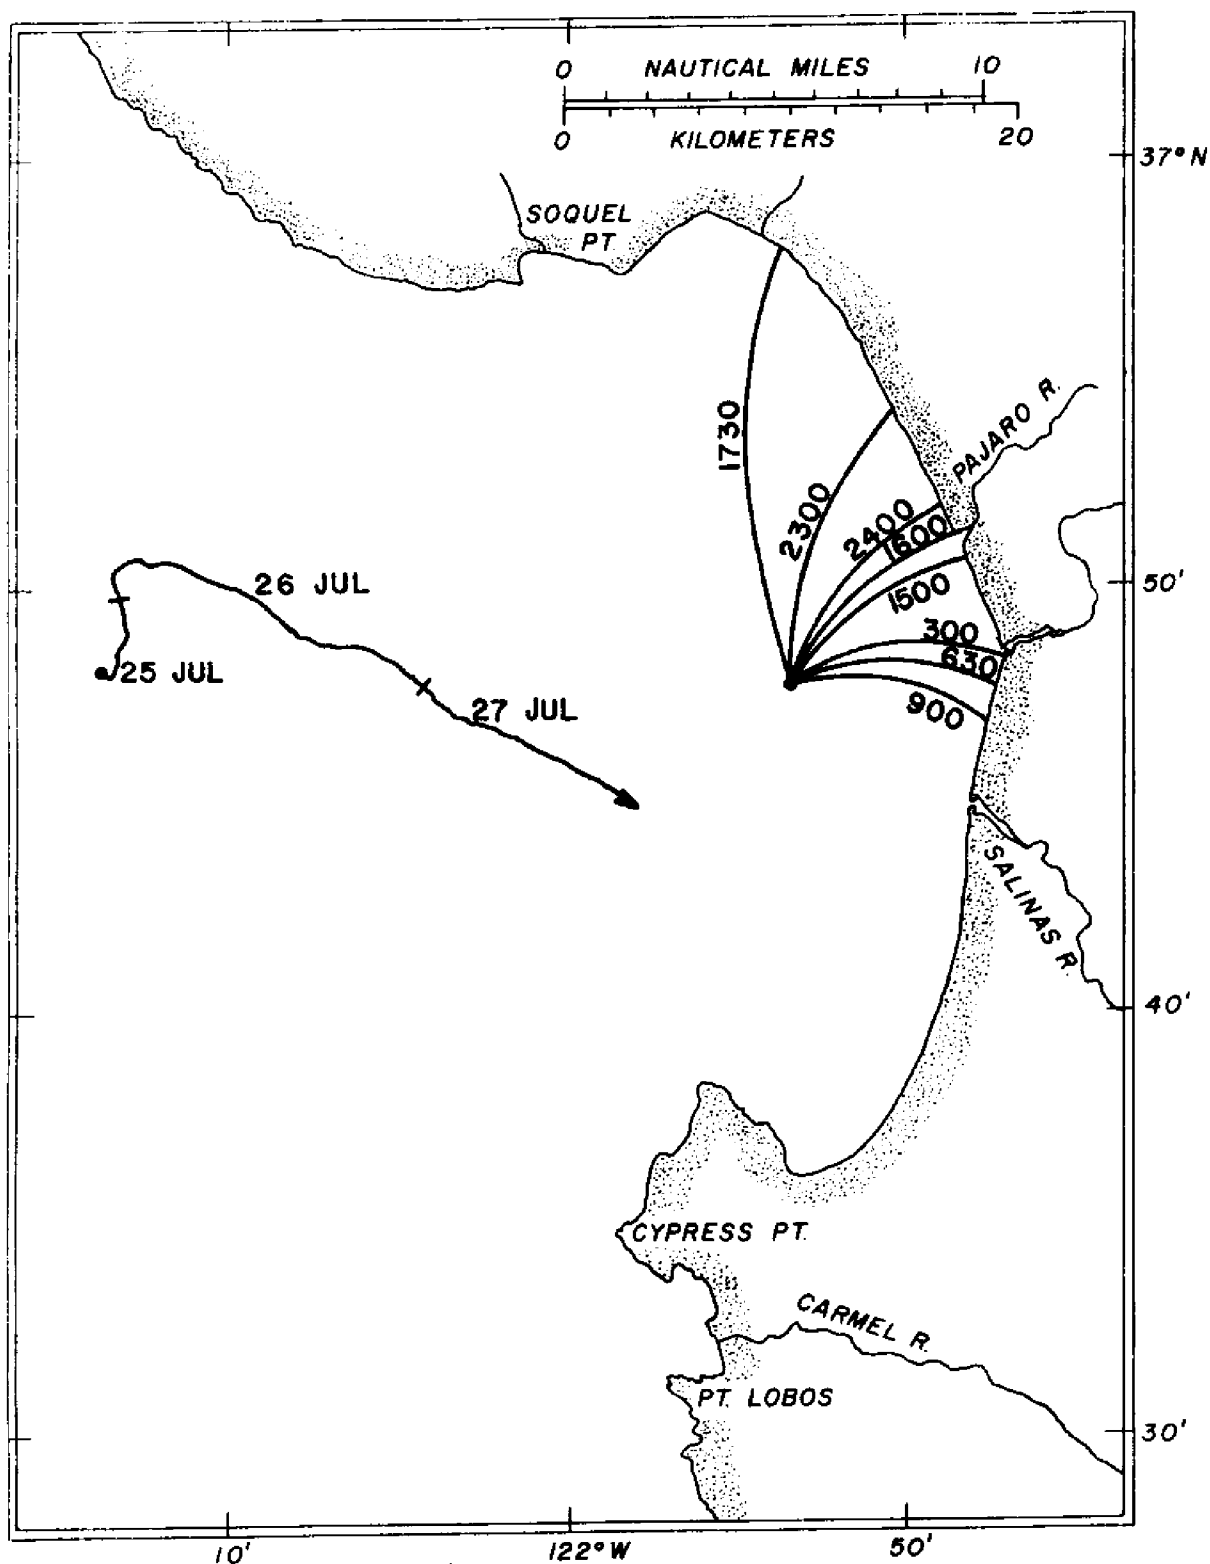 0 NAUTICAL MILES 10
0 KILOMETERS 20
37° N
SOQUEL
PT.
PAJARO R.
1730
2300
2400
1600
1500
50'
26 JUL
300
630
25 JUL
900
27 JUL
SALINAS R.
40'
CYPRESS PT.
CARMEL R.
PT. LOBOS
30'
10' 122° W 50'